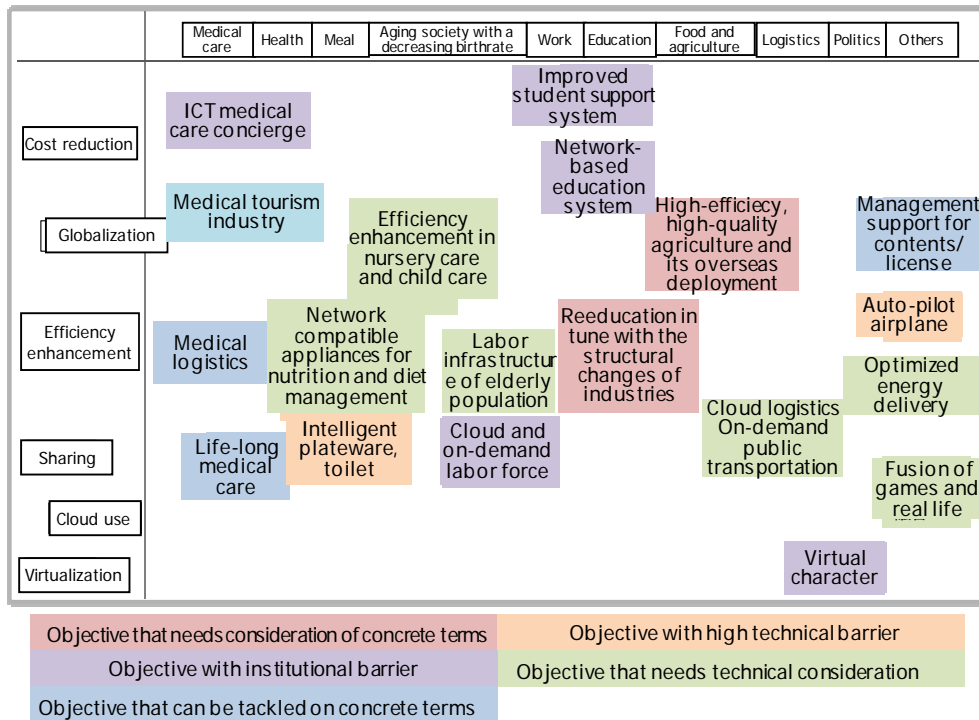 Medical care
Health
Meal
Aging society with a decreasing birthrate
Work
Education
Food and agriculture
Logistics
Politics
Others
Cost reduction
Globalization
Efficiency enhancement
Sharing
Cloud use
Virtualization
ICT medical
care concierge
Improved
student support
system
Network-
based
education
system
Medical tourism
industry
Efficiency
enhancement in
nursery care
and child care
High-efficiecy,
high-quality
agriculture and
its overseas
deployment
Management
support for
contents/
license
Auto-pilot
airplane
Medical
logistics
Network
compatible
appliances for
nutrition and diet
management
Labor
infrastructur
e of elderly
population
Reeducation in
tune with the
structural
changes of
industries
Optimized
energy
delivery
Cloud logistics
On-demand
public
transportation
Life-long
medical
care
Intelligent
plateware,
toilet
Cloud and
on-demand
labor force
Fusion of
games and
real life
Virtual
character
Objective that needs consideration of concrete terms
Objective with high technical barrier
Objective with institutional barrier
Objective that needs technical consideration
Objective that can be tackled on concrete terms